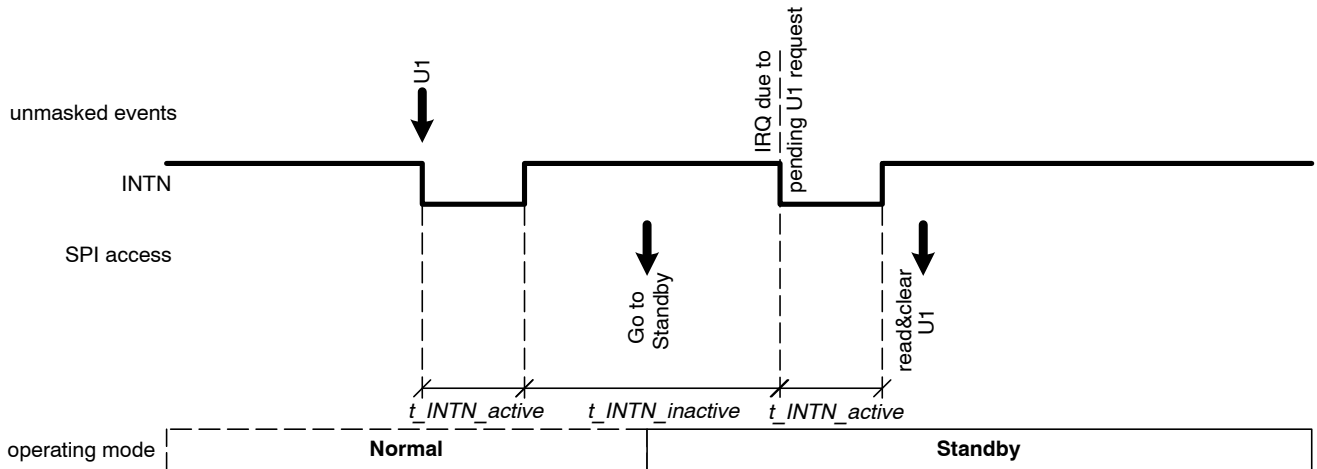 U1
IRQ due to
pending U1 request
unmasked events
INTN
SPI access
Go to
Standby
read&clear
U1
t_INTN_active
t_INTN_inactive
t_INTN_active
operating mode
Normal
Standby